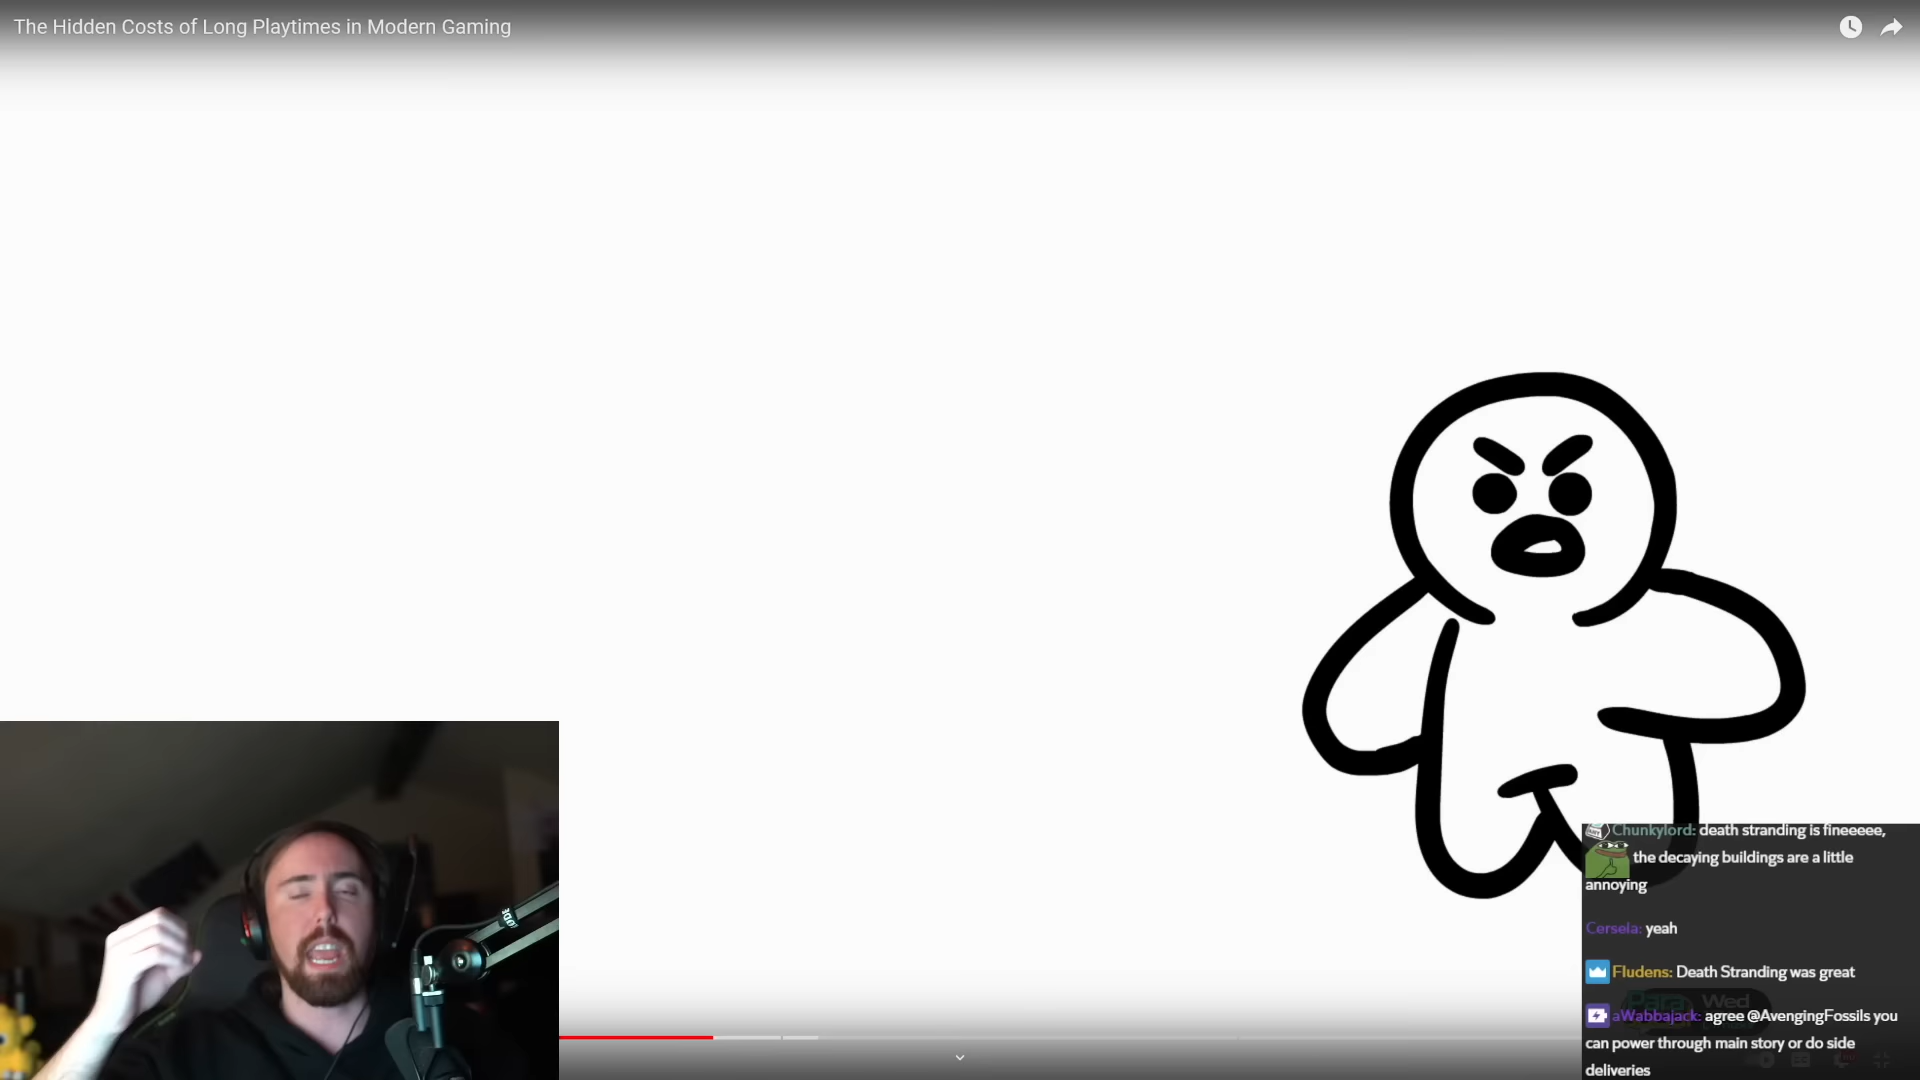 The Hidden Costs of Long Playtimes in Modern Gaming
Chunkylord: death stranding is fineeeee,
the decaying buildings are a little
annoying
Cersela: yeah
Fludens: Death Stranding was great
Para Wed
aWabbajack: agree @AvengingFossils you
can power through main story or do side
deliveries